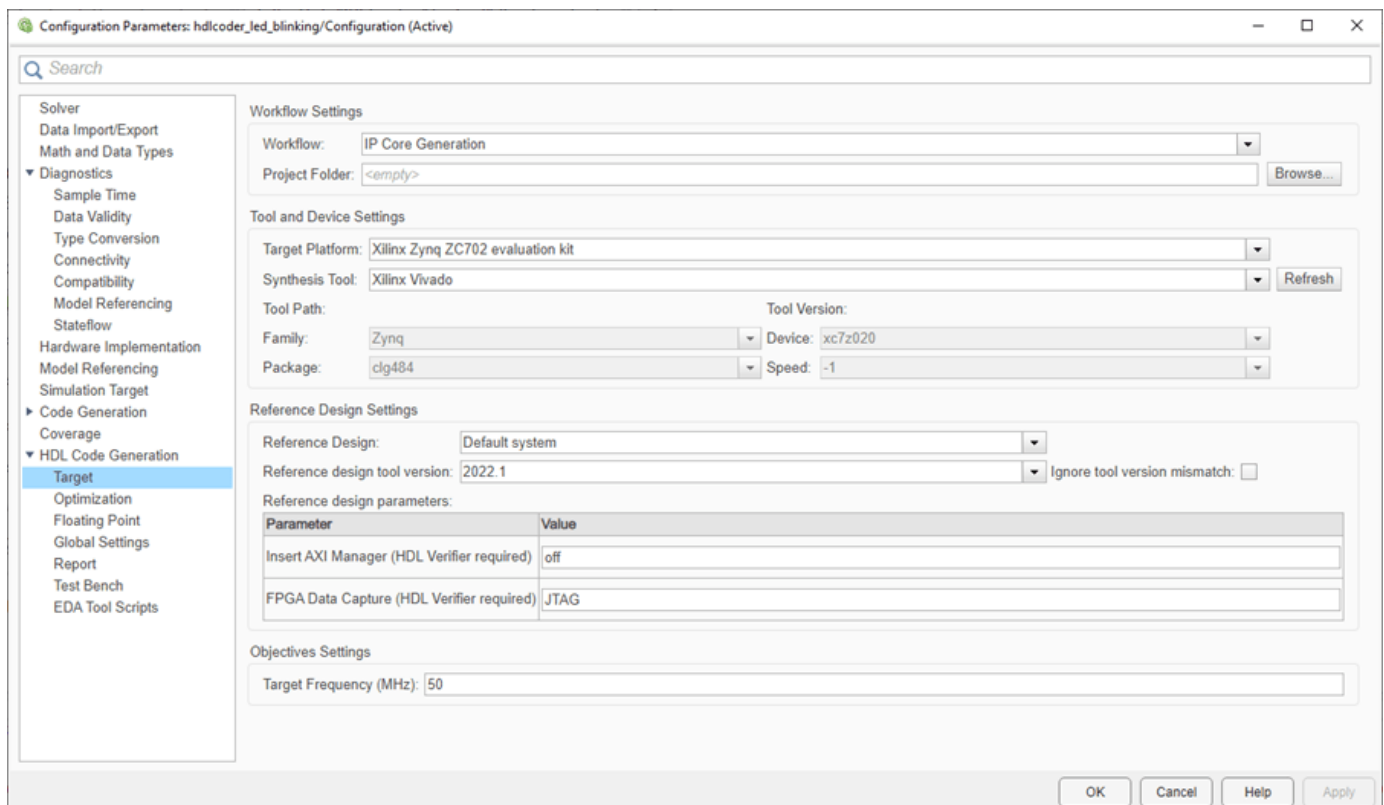 Configuration Parameters: hdlcoder_led_blinking/Configuration (Active)
Search
Solver
Data Import/Export
Math and Data Types
Diagnostics
Sample Time
Data Validity
Type Conversion
Connectivity
Compatibility
Model Referencing
Stateflow
Hardware Implementation
Model Referencing
Simulation Target
Code Generation
Coverage
HDL Code Generation
Target
Optimization
Floating Point
Global Settings
Report
Test Bench
EDA Tool Scripts
Workflow Settings
Workflow: IP Core Generation
Project Folder: <empty> Browse...
Tool and Device Settings
Target Platform: Xilinx Zynq ZC702 evaluation kit
Synthesis Tool: Xilinx Vivado Refresh
Tool Path: Tool Version:
Family: Zynq Device: xc7z020
Package: clg484 Speed: -1
Reference Design Settings
Reference Design: Default system
Reference design tool version: 2022.1 Ignore tool version mismatch:
Reference design parameters:
Parameter Value
Insert AXI Manager (HDL Verifier required) off
FPGA Data Capture (HDL Verifier required) JTAG
Objectives Settings
Target Frequency (MHz): 50
OK Cancel Help Apply